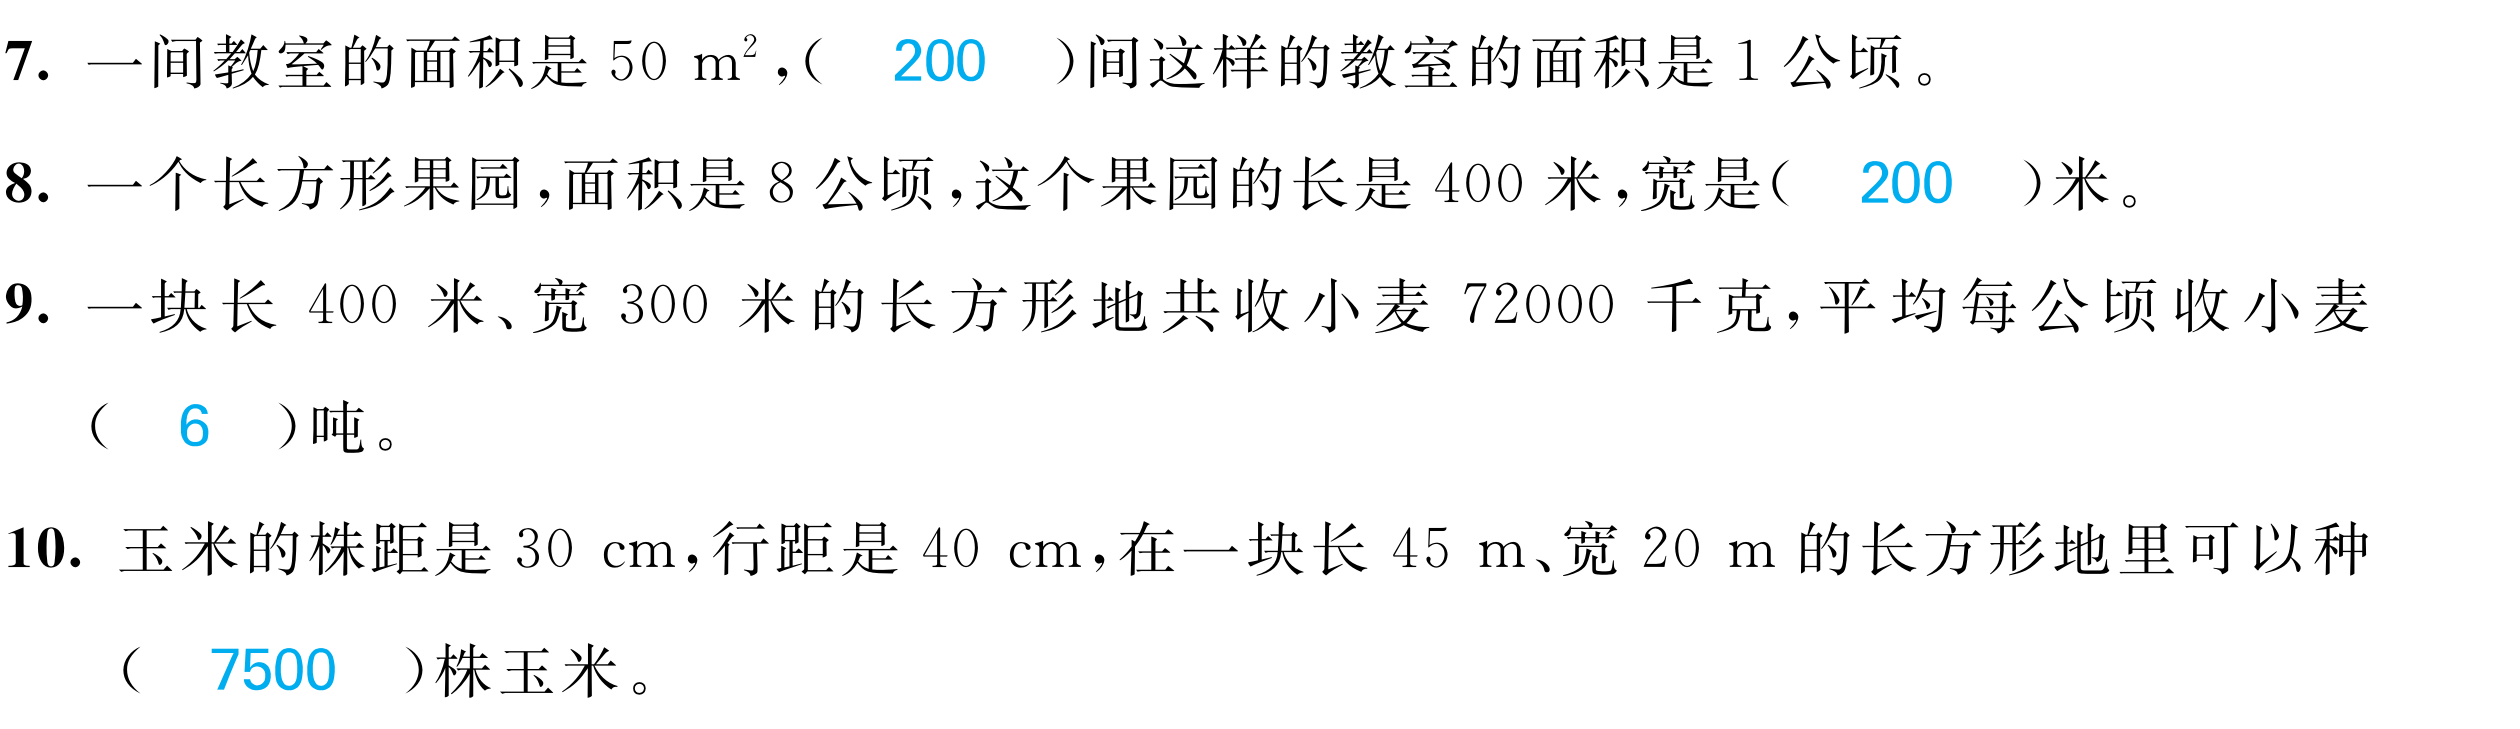 7. 一间教室的面积是 50 m²,（ 200 ）间这样的教室的面积是 1 公顷。
8. 一个长方形果园,面积是 8 公顷,这个果园的长是 400 米,宽是（ 200 ）米。
9. 一块长 400 米、宽 300 米的长方形地共收小麦 72000 千克,平均每公顷收小麦
（ 6 ）吨。
10. 玉米的株距是 30 cm,行距是 40 cm,在一块长 45 m、宽 20 m 的长方形地里可以种
（ 7500 ）株玉米。